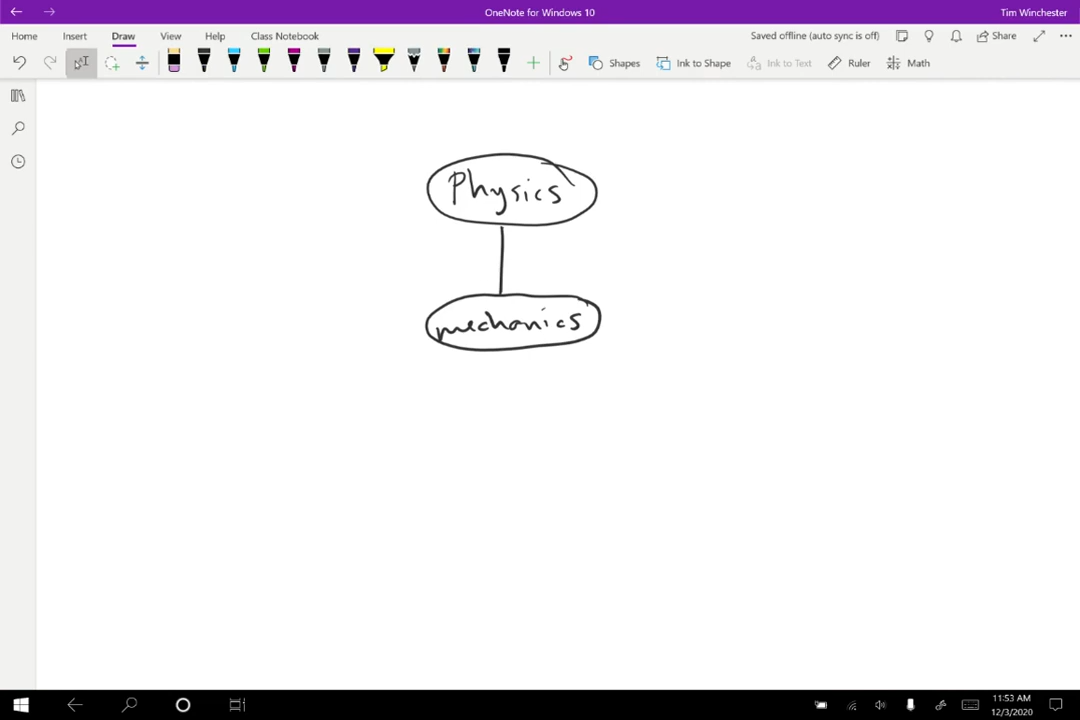 OneNote for Windows 10
Tim Winchester
Home Insert Draw View Help Class Notebook
Saved offline (auto sync is off) Share
Shapes Ink to Shape Ink to Text Ruler Math
Physics
mechanics
11:53 AM
12/3/2020